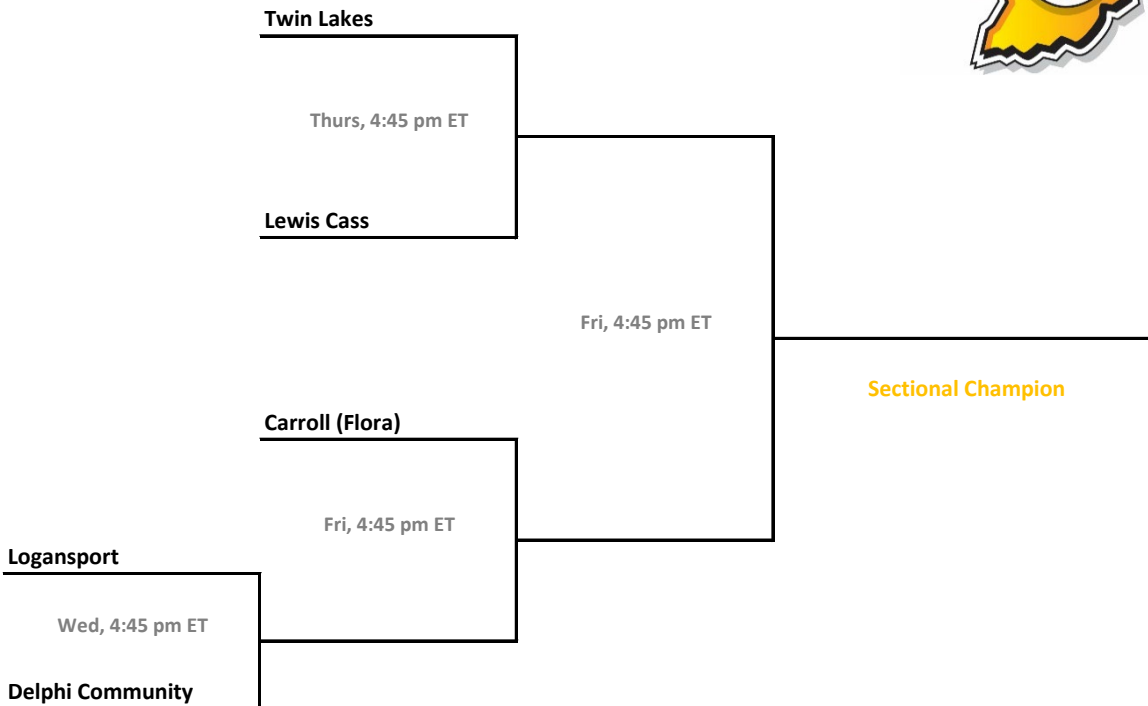 Twin Lakes
Thurs, 4:45 pm ET
Lewis Cass
Fri, 4:45 pm ET
Sectional Champion
Carroll (Flora)
Fri, 4:45 pm ET
Logansport
Wed, 4:45 pm ET
Delphi Community